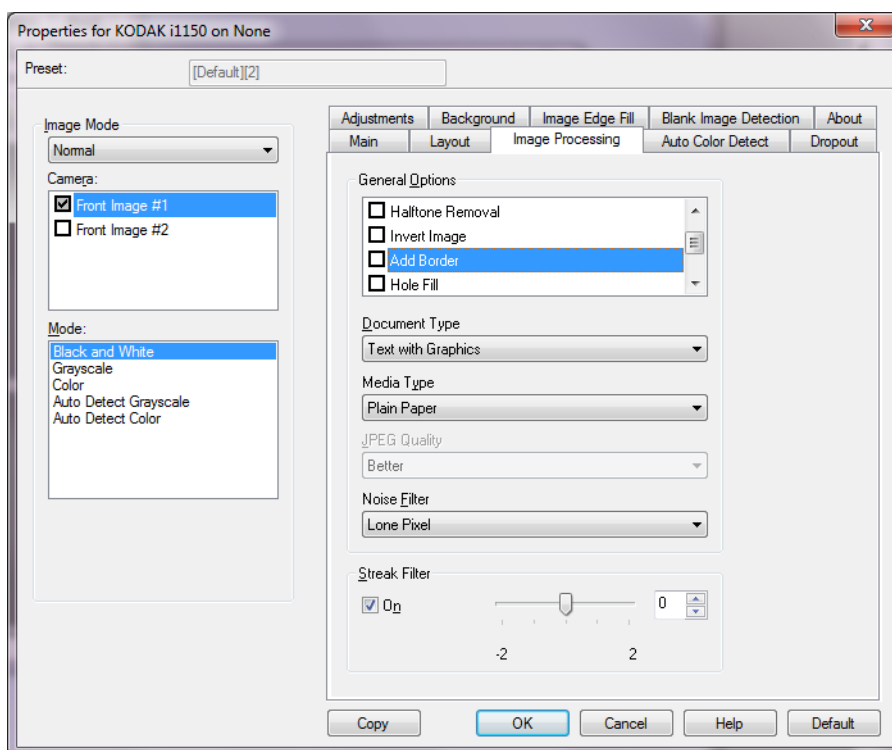 Properties for KODAK i1150 on None
Preset: [Default][2]
Image Mode
Normal
Camera:
Front Image #1
Front Image #2
Mode:
Black and White
Grayscale
Color
Auto Detect Grayscale
Auto Detect Color
Adjustments Background Image Edge Fill Blank Image Detection About
Main Layout Image Processing Auto Color Detect Dropout
General Options
Halftone Removal
Invert Image
Add Border
Hole Fill
Document Type
Text with Graphics
Media Type
Plain Paper
JPEG Quality
Better
Noise Filter
Lone Pixel
Streak Filter
On 0
-2 2
Copy OK Cancel Help Default